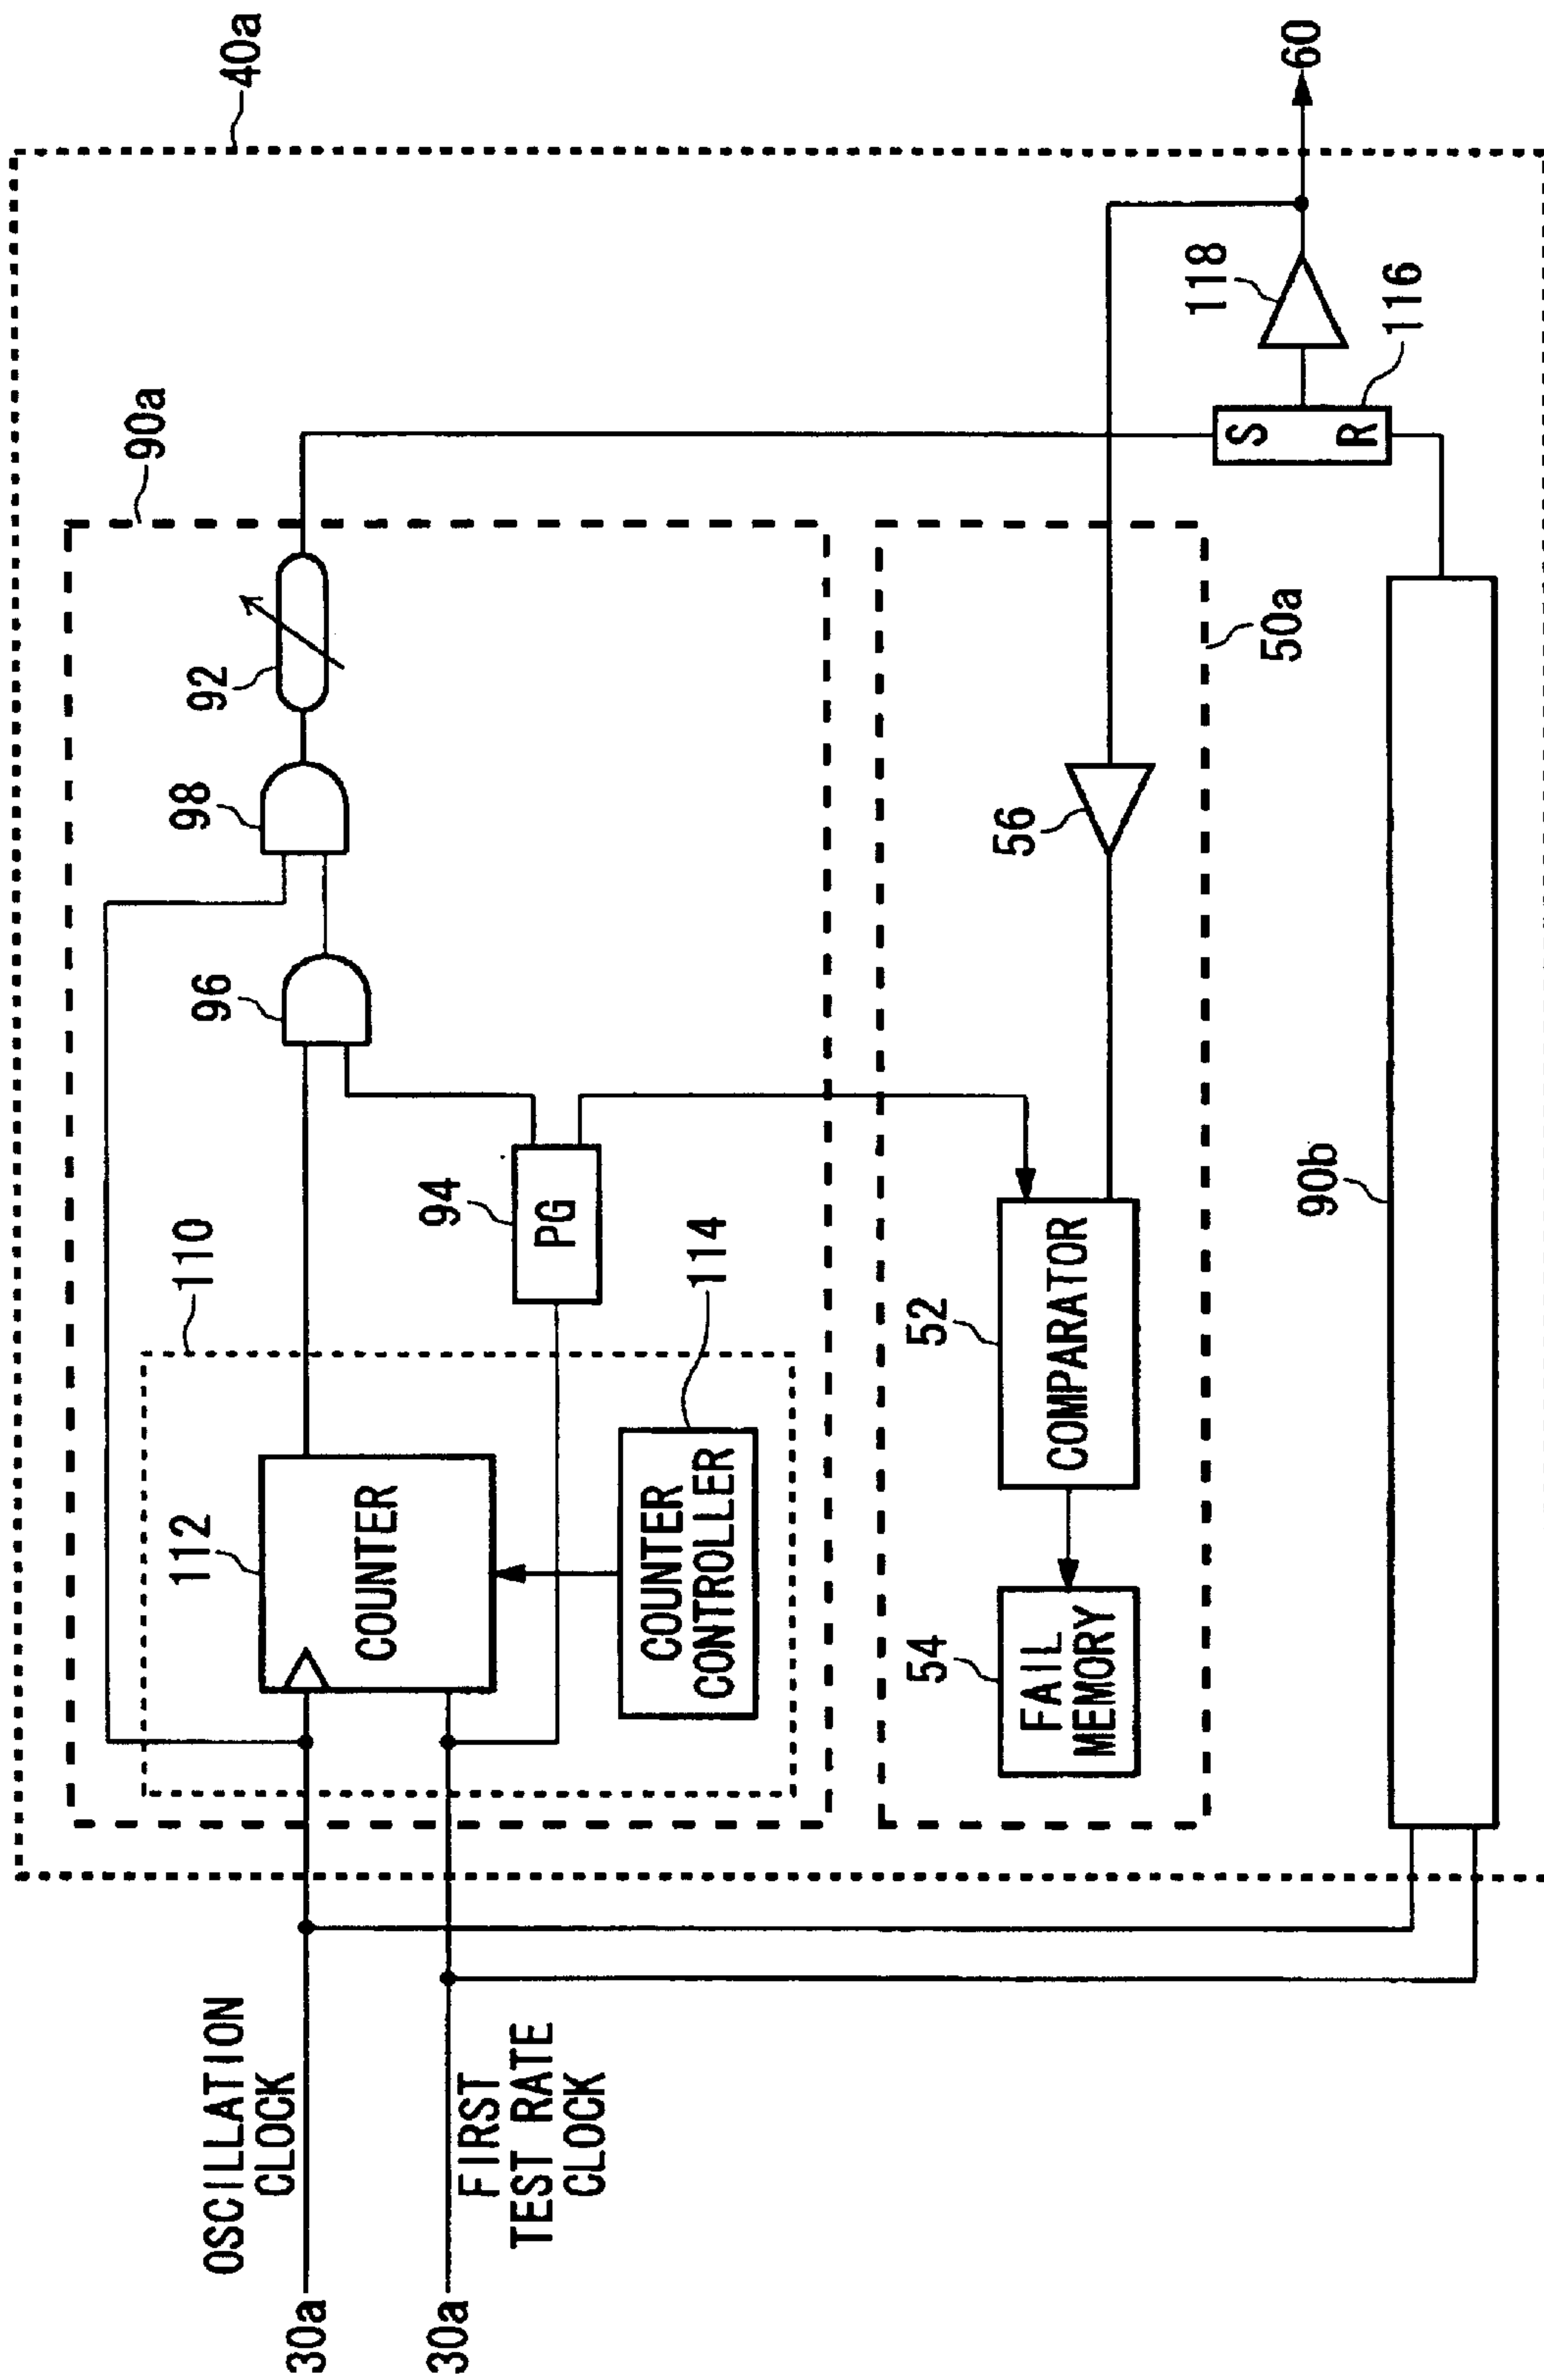 40a
90a
110
112
COUNTER
COUNTER
CONTROLLER
114
94
PG
96
98
92
OSCILLATION
CLOCK
30a
FIRST
TEST RATE
CLOCK
30a
54
FAIL
MEMORY
52
COMPARATOR
56
50a
90b
118
S
R
116
60